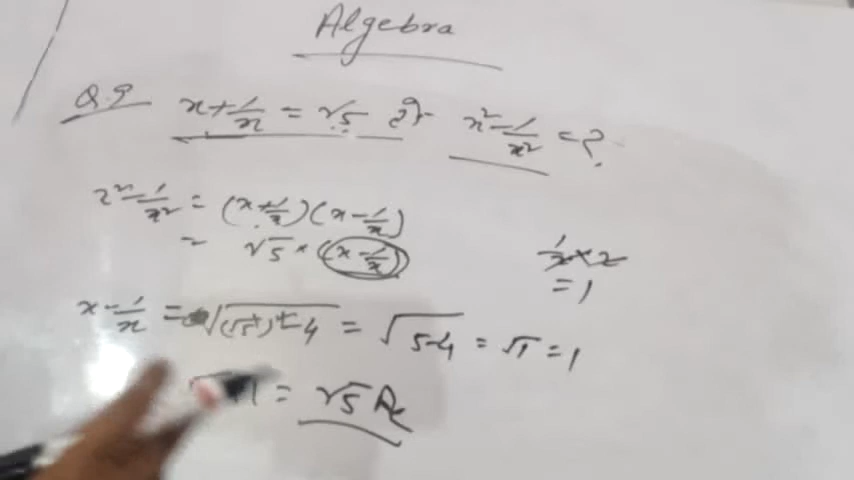 Algebra
Q.9 x+1/x = √5 হলে x²-1/x² = ?
x²-1/x² = (x+1/x)(x-1/x)
= √5 × (x-1/x)
1/x × x
= 1
x-1/x = √(√5)²-4 = √5-4 = √1 = 1
= √5